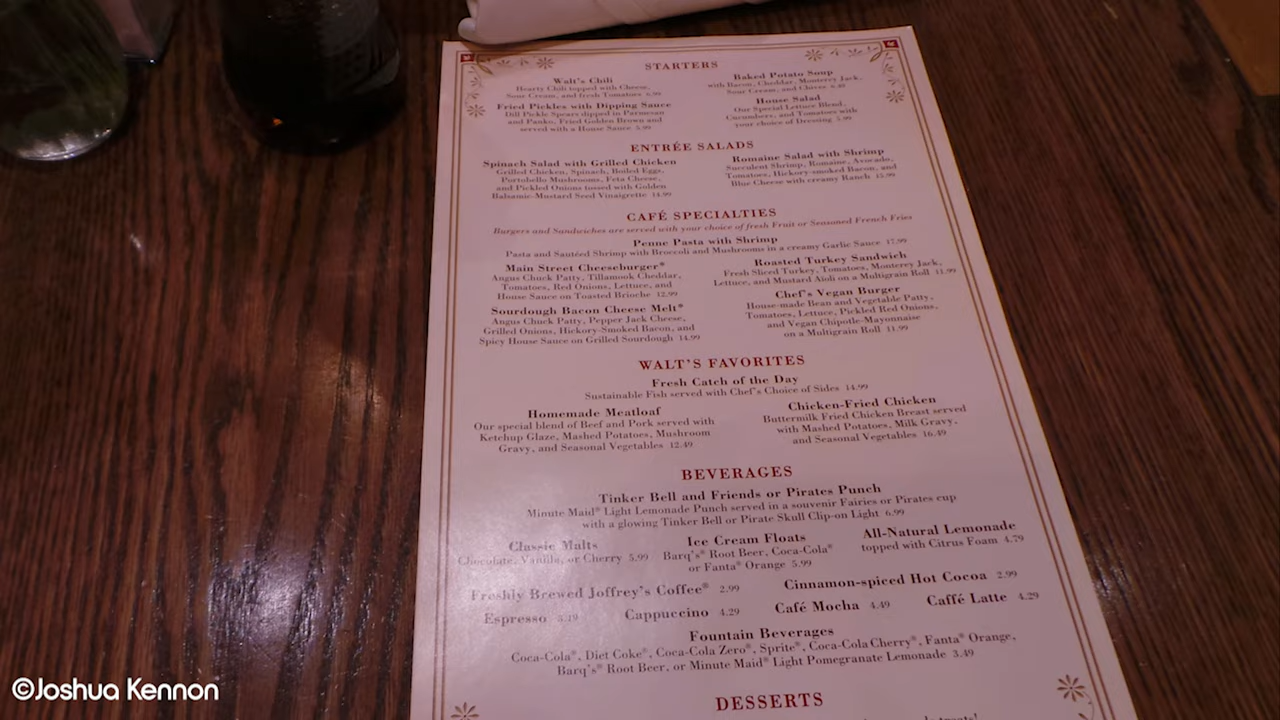 STARTERS
Walt's Chili
Hearty Chili topped with Cheese,
Sour Cream, and fresh Tomatoes 6.99
Baked Potato Soup
with Bacon, Cheddar, Monterey Jack,
Sour Cream, and Chives 6.49
Fried Pickles with Dipping Sauce
Dill Pickle Spears dipped in Parmesan
and Panko, Fried Golden Brown and
served with a House Sauce 5.99
House Salad
Our Special Lettuce Blend,
Cucumbers, and Tomatoes with
your choice of Dressing 5.99
ENTRÉE SALADS
Spinach Salad with Grilled Chicken
Grilled Chicken, Spinach, Boiled Eggs,
Portobello Mushrooms, Feta Cheese,
and Pickled Onions tossed with Golden
Balsamic-Mustard Seed Vinaigrette 14.99
Romaine Salad with Shrimp
Succulent Shrimp, Romaine, Avocado,
Tomatoes, Hickory-smoked Bacon, and
Blue Cheese with creamy Ranch 15.99
CAFÉ SPECIALTIES
Burgers and Sandwiches are served with your choice of fresh Fruit or Seasoned French Fries
Penne Pasta with Shrimp
Pasta and Sautéed Shrimp with Broccoli and Mushrooms in a creamy Garlic Sauce 17.99
Main Street Cheeseburger*
Angus Chuck Patty, Tillamook Cheddar,
Tomatoes, Red Onions, Lettuce, and
House Sauce on Toasted Brioche 12.99
Roasted Turkey Sandwich
Fresh Sliced Turkey, Tomatoes, Monterey Jack,
Lettuce, and Mustard Aïoli on a Multigrain Roll 11.99
Sourdough Bacon Cheese Melt*
Angus Chuck Patty, Pepper Jack Cheese,
Grilled Onions, Hickory-Smoked Bacon, and
Spicy House Sauce on Grilled Sourdough 14.99
Chef's Vegan Burger
House-made Bean and Vegetable Patty,
Tomatoes, Lettuce, Pickled Red Onions,
and Vegan Chipotle-Mayonnaise
on a Multigrain Roll 11.99
WALT'S FAVORITES
Fresh Catch of the Day
Sustainable Fish served with Chef's Choice of Sides 14.99
Homemade Meatloaf
Our special blend of Beef and Pork served with
Ketchup Glaze, Mashed Potatoes, Mushroom
Gravy, and Seasonal Vegetables 12.49
Chicken-Fried Chicken
Buttermilk Fried Chicken Breast served
with Mashed Potatoes, Milk Gravy,
and Seasonal Vegetables 16.49
BEVERAGES
Tinker Bell and Friends or Pirates Punch
Minute Maid® Light Lemonade Punch served in a souvenir Fairies or Pirates cup
with a glowing Tinker Bell or Pirate Skull Clip-on Light 6.99
Classic Malts
Chocolate, Vanilla, or Cherry 5.99
Ice Cream Floats
Barq's® Root Beer, Coca-Cola®
or Fanta® Orange 5.99
All-Natural Lemonade
topped with Citrus Foam 4.79
Freshly Brewed Joffrey's Coffee® 2.99
Cinnamon-spiced Hot Cocoa 2.99
Espresso 3.79
Cappuccino 4.29
Café Mocha 4.49
Caffé Latte 4.29
Fountain Beverages
Coca-Cola®, Diet Coke®, Coca-Cola Zero®, Sprite®, Coca-Cola Cherry®, Fanta® Orange,
Barq's® Root Beer, or Minute Maid® Light Pomegranate Lemonade 3.49
DESSERTS
©Joshua Kennon